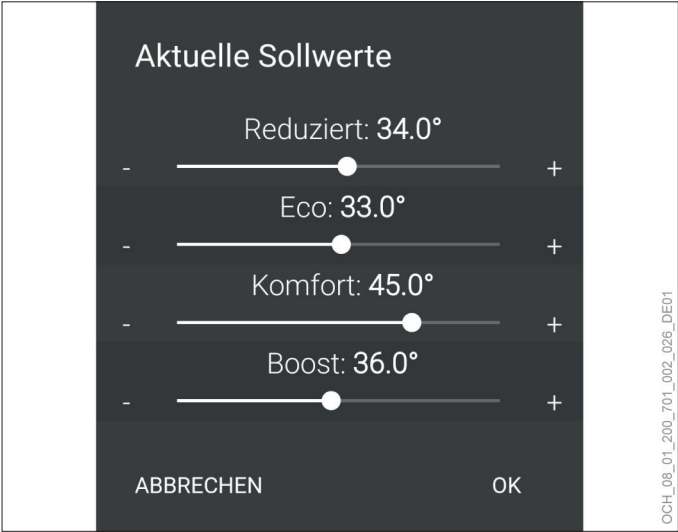 Aktuelle Sollwerte
Reduziert: 34.0°
- +
Eco: 33.0°
- +
Komfort: 45.0°
- +
Boost: 36.0°
- +
ABBRECHEN OK
OCH_08_01_200_701_002_026_DE01